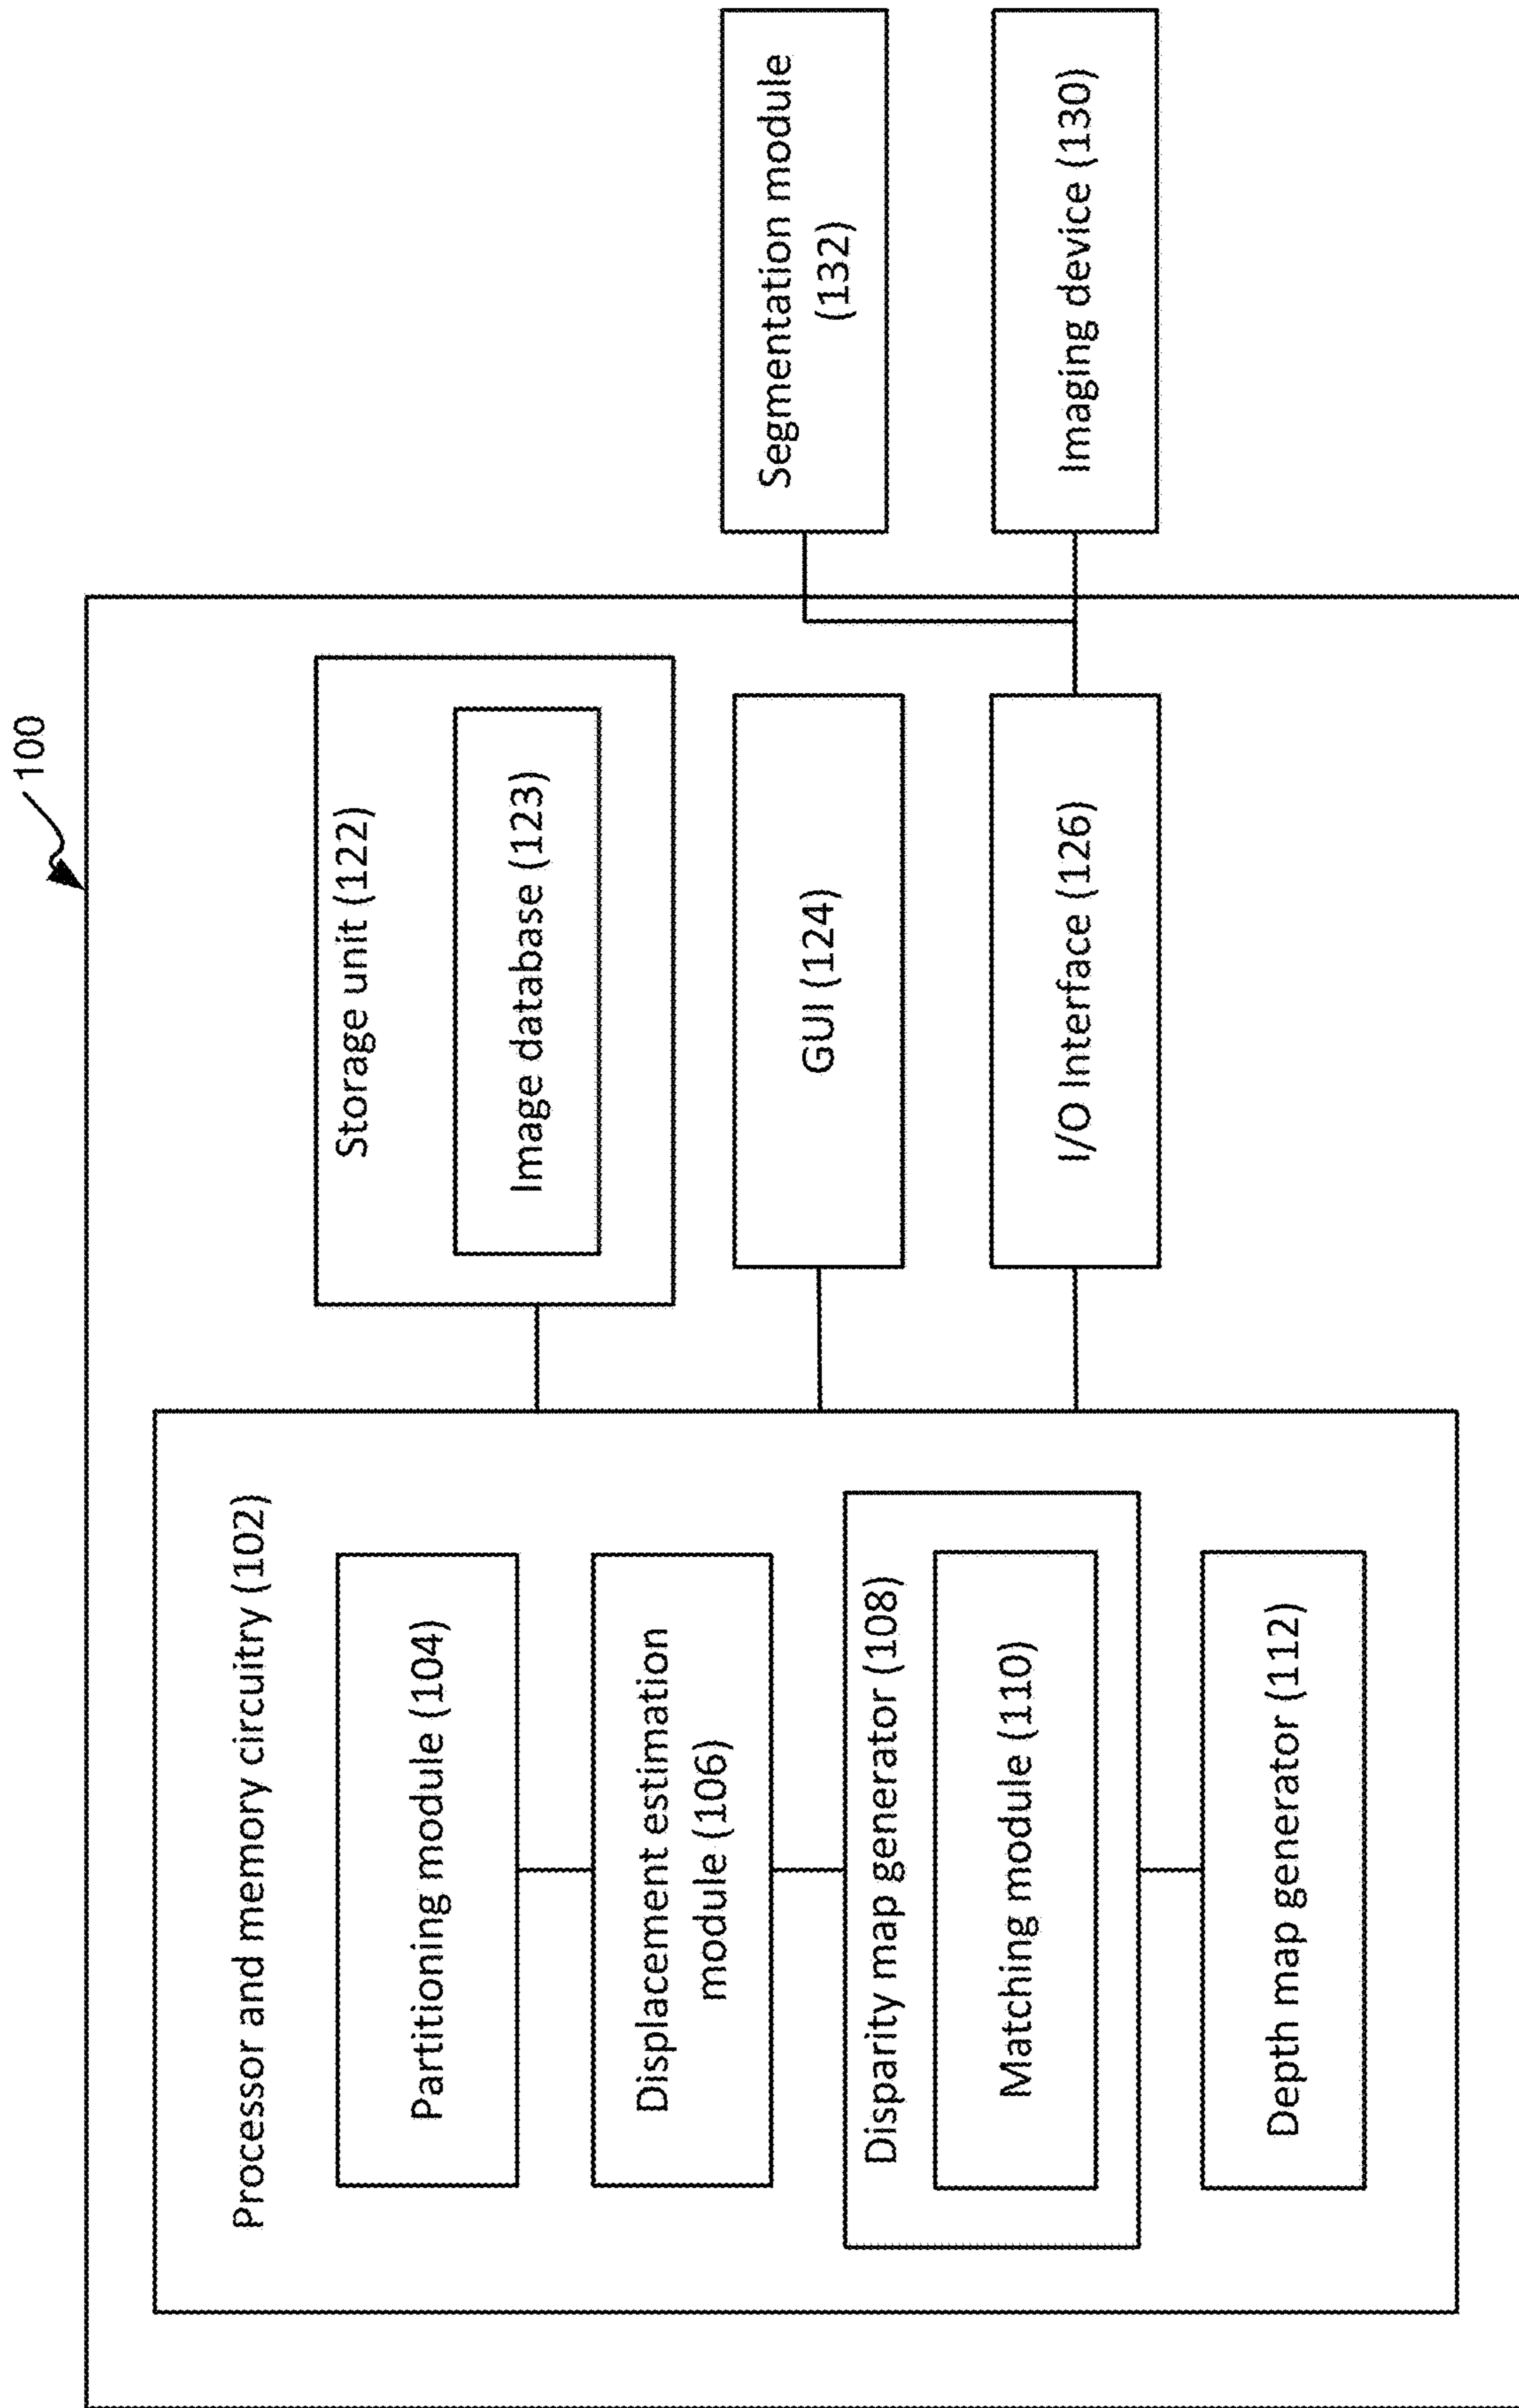 100
Processor and memory circuitry (102)
Partitioning module (104)
Displacement estimation
module (106)
Disparity map generator (108)
Matching module (110)
Depth map generator (112)
Storage unit (122)
Image database (123)
GUI (124)
I/O Interface (126)
Segmentation module
(132)
Imaging device (130)